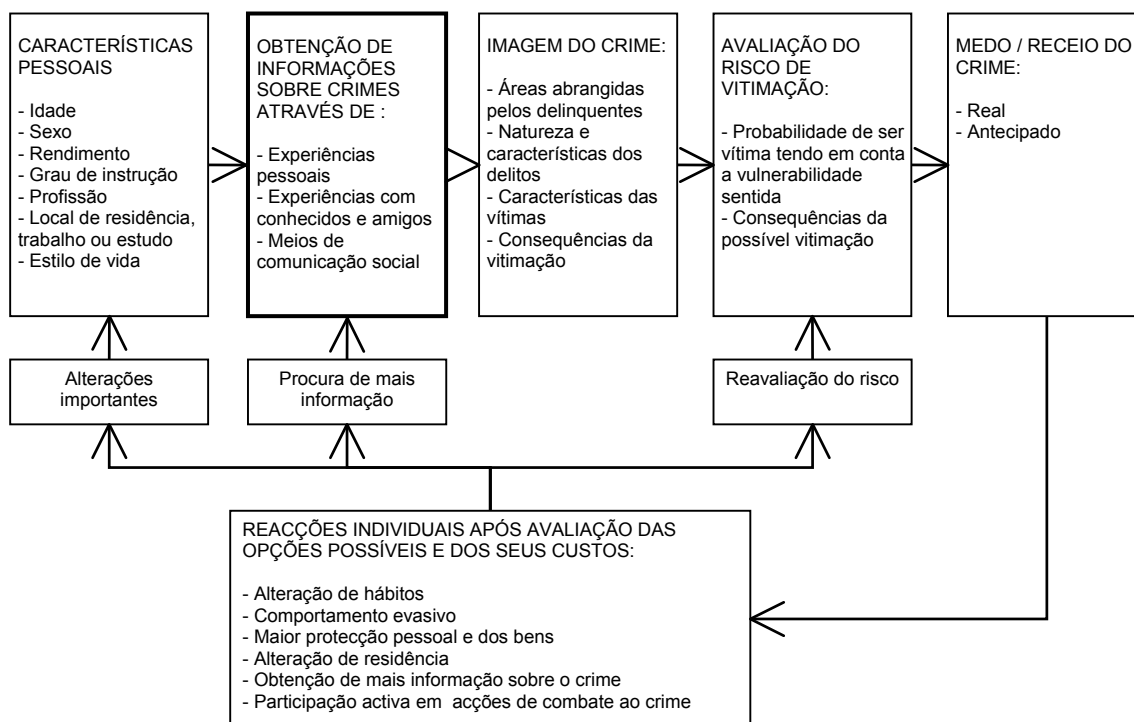 CARACTERÍSTICAS
PESSOAIS
- Idade
- Sexo
- Rendimento
- Grau de instrução
- Profissão
- Local de residência,
trabalho ou estudo
- Estilo de vida
OBTENÇÃO DE
INFORMAÇÕES
SOBRE CRIMES
ATRAVÉS DE :
- Experiências
pessoais
- Experiências com
conhecidos e amigos
- Meios de
comunicação social
IMAGEM DO CRIME:
- Áreas abrangidas
pelos delinquentes
- Natureza e
características dos
delitos
- Características das
vítimas
- Consequências da
vitimação
AVALIAÇÃO DO
RISCO DE
VITIMAÇÃO:
- Probabilidade de ser
vítima tendo em conta
a vulnerabilidade
sentida
- Consequências da
possível vitimação
MEDO / RECEIO DO
CRIME:
- Real
- Antecipado
Alterações
importantes
Procura de mais
informação
Reavaliação do risco
REACÇÕES INDIVIDUAIS APÓS AVALIAÇÃO DAS
OPÇÕES POSSÍVEIS E DOS SEUS CUSTOS:
- Alteração de hábitos
- Comportamento evasivo
- Maior protecção pessoal e dos bens
- Alteração de residência
- Obtenção de mais informação sobre o crime
- Participação activa em acções de combate ao crime